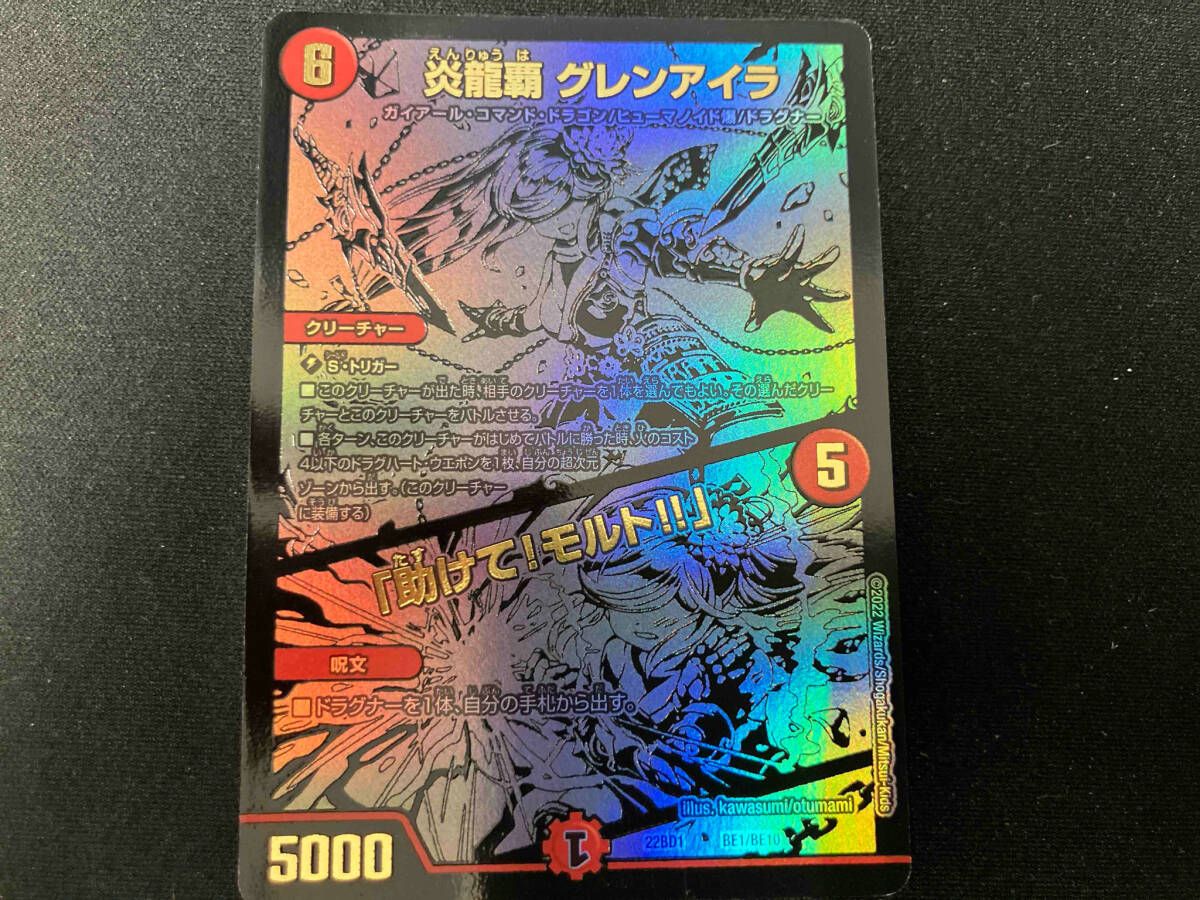 6
えんりゅう は
炎龍覇 グレンアイラ
ガイアール・コマンド・ドラゴン/ヒューマノイド爆/ドラグナー
クリーチャー
S・トリガー
■このクリーチャーが出た時、相手のクリーチャーを1体を選んでもよい。その選んだクリー
チャーとこのクリーチャーをバトルさせる。
■各ターン、このクリーチャーがはじめてバトルに勝った時、火のコスト
4以下のドラグハート・ウエポンを1枚、自分の超次元
ゾーンから出す。(このクリーチャー
に装備する)
5
たす
「助けて!モルト!!」
呪文
■ドラグナーを1体、自分の手札から出す。
©2022 Wizards/Shogakukan/Mitsui-Kids
illus. kawasumi/otumami
5000
1
22BD1 BE1/BE10